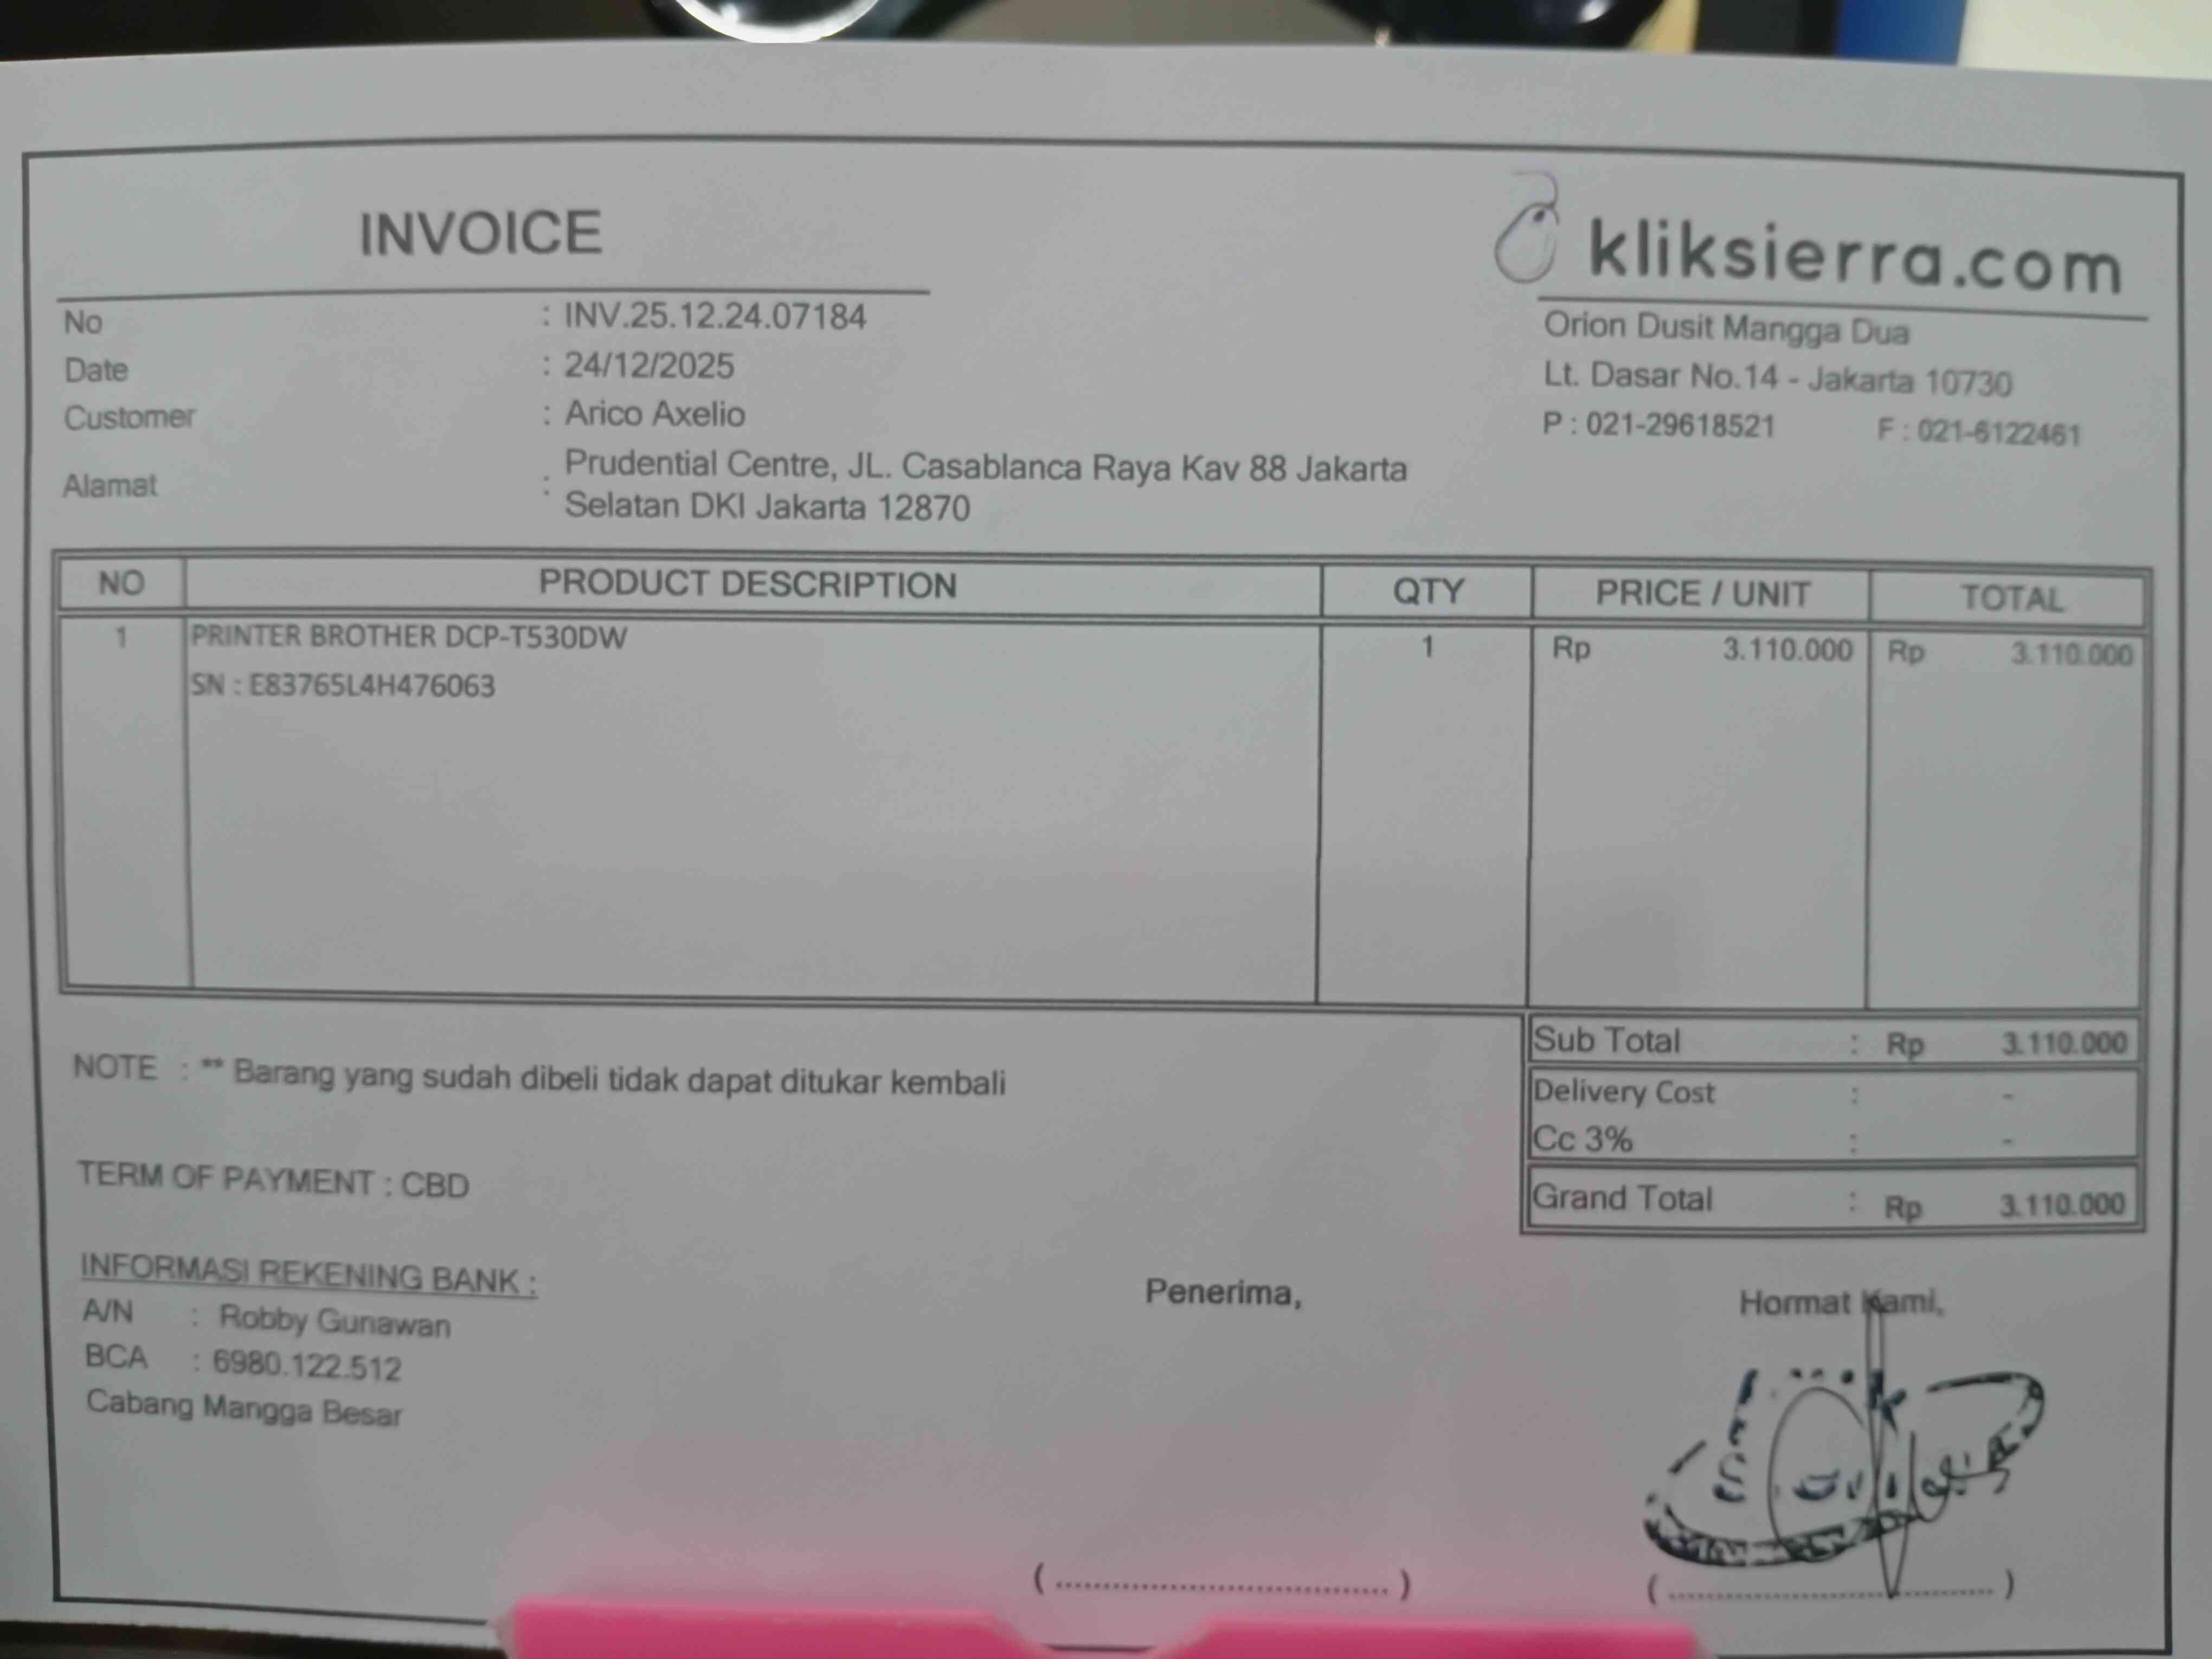 INVOICE
kliksierra.com
Orion Dusit Mangga Dua
Lt. Dasar No.14 - Jakarta 10730
P : 021-29618521 F : 021-6122461
No : INV.25.12.24.07184
Date : 24/12/2025
Customer : Arico Axelio
Alamat : Prudential Centre, JL. Casablanca Raya Kav 88 Jakarta
Selatan DKI Jakarta 12870
NO PRODUCT DESCRIPTION QTY PRICE / UNIT TOTAL
1 PRINTER BROTHER DCP-T530DW 1 Rp 3.110.000 Rp 3.110.000
SN : E83765L4H476063
Sub Total : Rp 3.110.000
Delivery Cost : -
Cc 3% : -
Grand Total : Rp 3.110.000
NOTE : ** Barang yang sudah dibeli tidak dapat ditukar kembali
TERM OF PAYMENT : CBD
INFORMASI REKENING BANK :
A/N : Robby Gunawan
BCA : 6980.122.512
Cabang Mangga Besar
Penerima,
Hormat Kami,